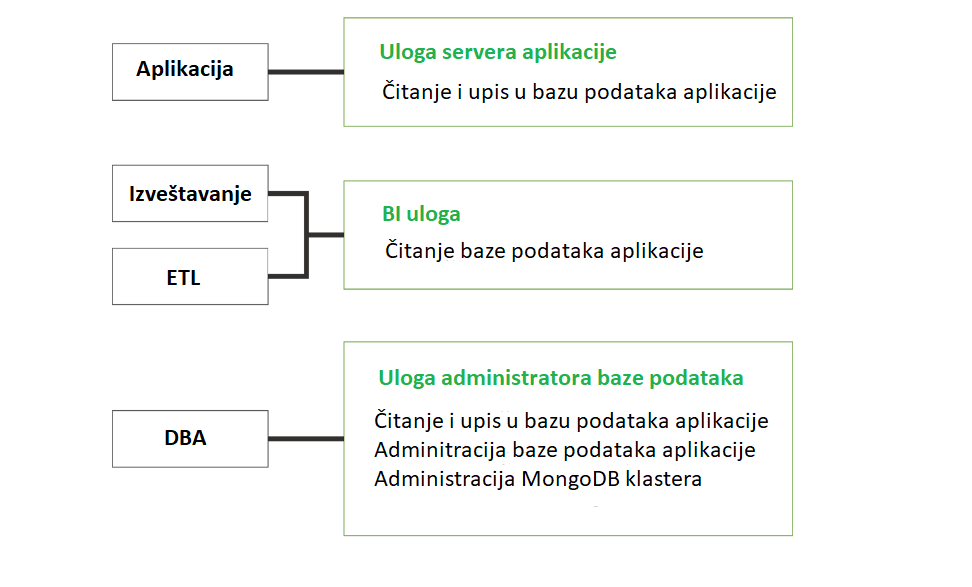 Aplikacija
Uloga servera aplikacije
Čitanje i upis u bazu podataka aplikacije
Izveštavanje
ETL
BI uloga
Čitanje baze podataka aplikacije
DBA
Uloga administratora baze podataka
Čitanje i upis u bazu podataka aplikacije
Adminitracija baze podataka aplikacije
Administracija MongoDB klastera